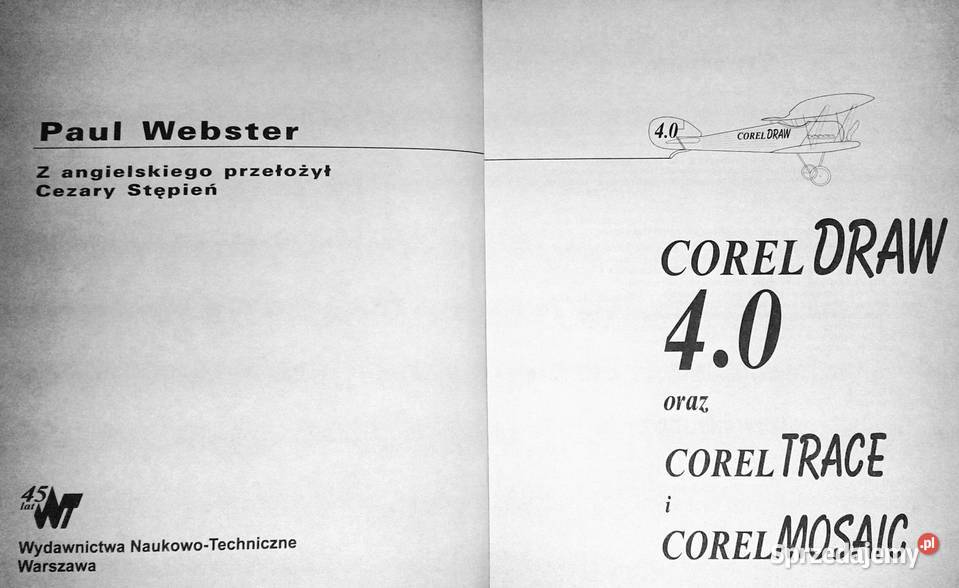 Paul Webster
Z angielskiego przełożył
Cezary Stępień
45
lat
WNT
Wydawnictwa Naukowo-Techniczne
Warszawa
4.0
COREL DRAW
COREL DRAW
4.0
oraz
COREL TRACE
i
COREL MOSAIC
sprzedajemy.pl